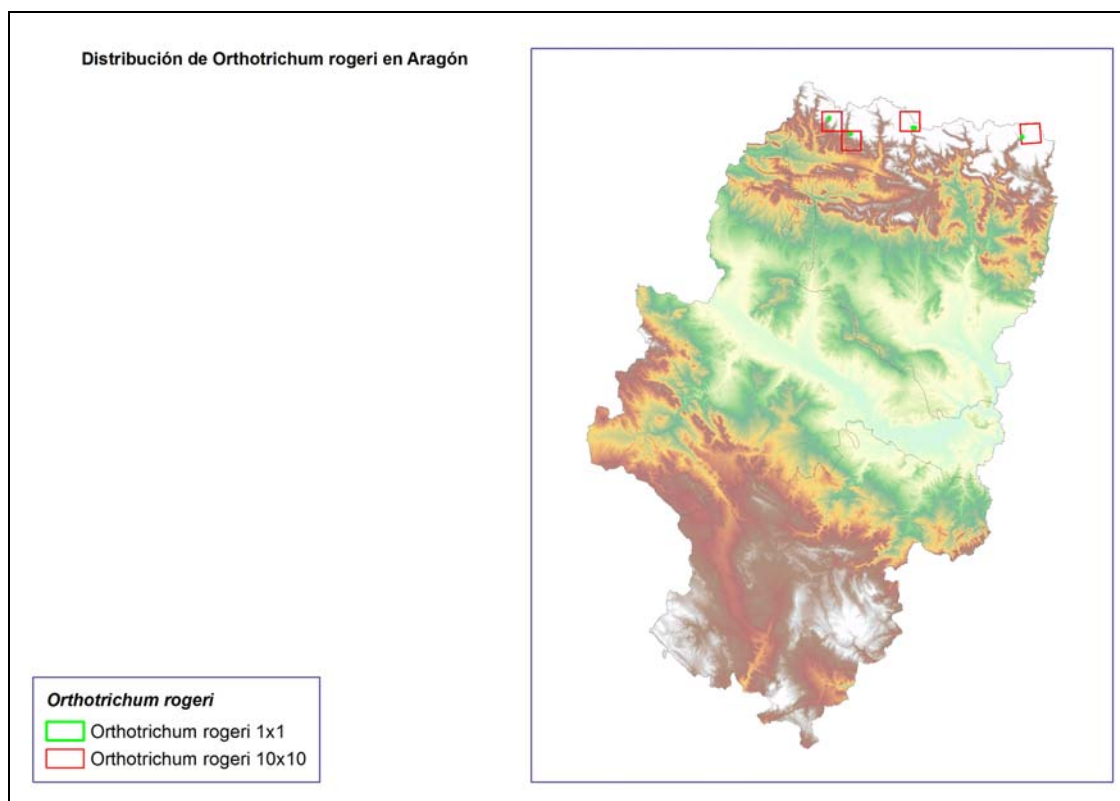 Distribución de Orthotrichum rogeri en Aragón
Orthotrichum rogeri
Orthotrichum rogeri 1x1
Orthotrichum rogeri 10x10